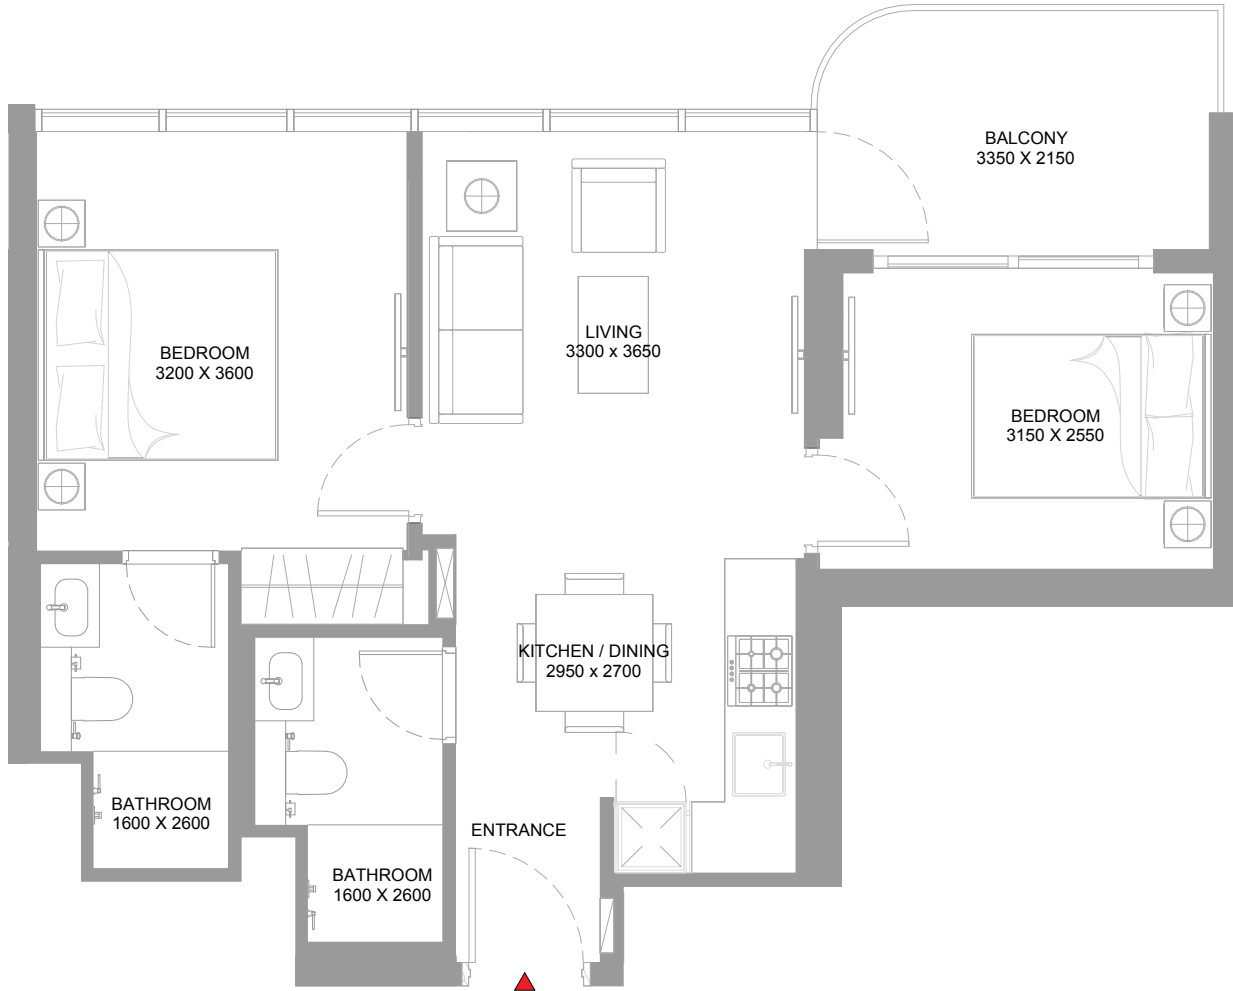 BALCONY
3350 X 2150
LIVING
3300 x 3650
BEDROOM
3200 X 3600
BEDROOM
3150 X 2550
KITCHEN / DINING
2950 x 2700
BATHROOM
1600 X 2600
ENTRANCE
BATHROOM
1600 X 2600